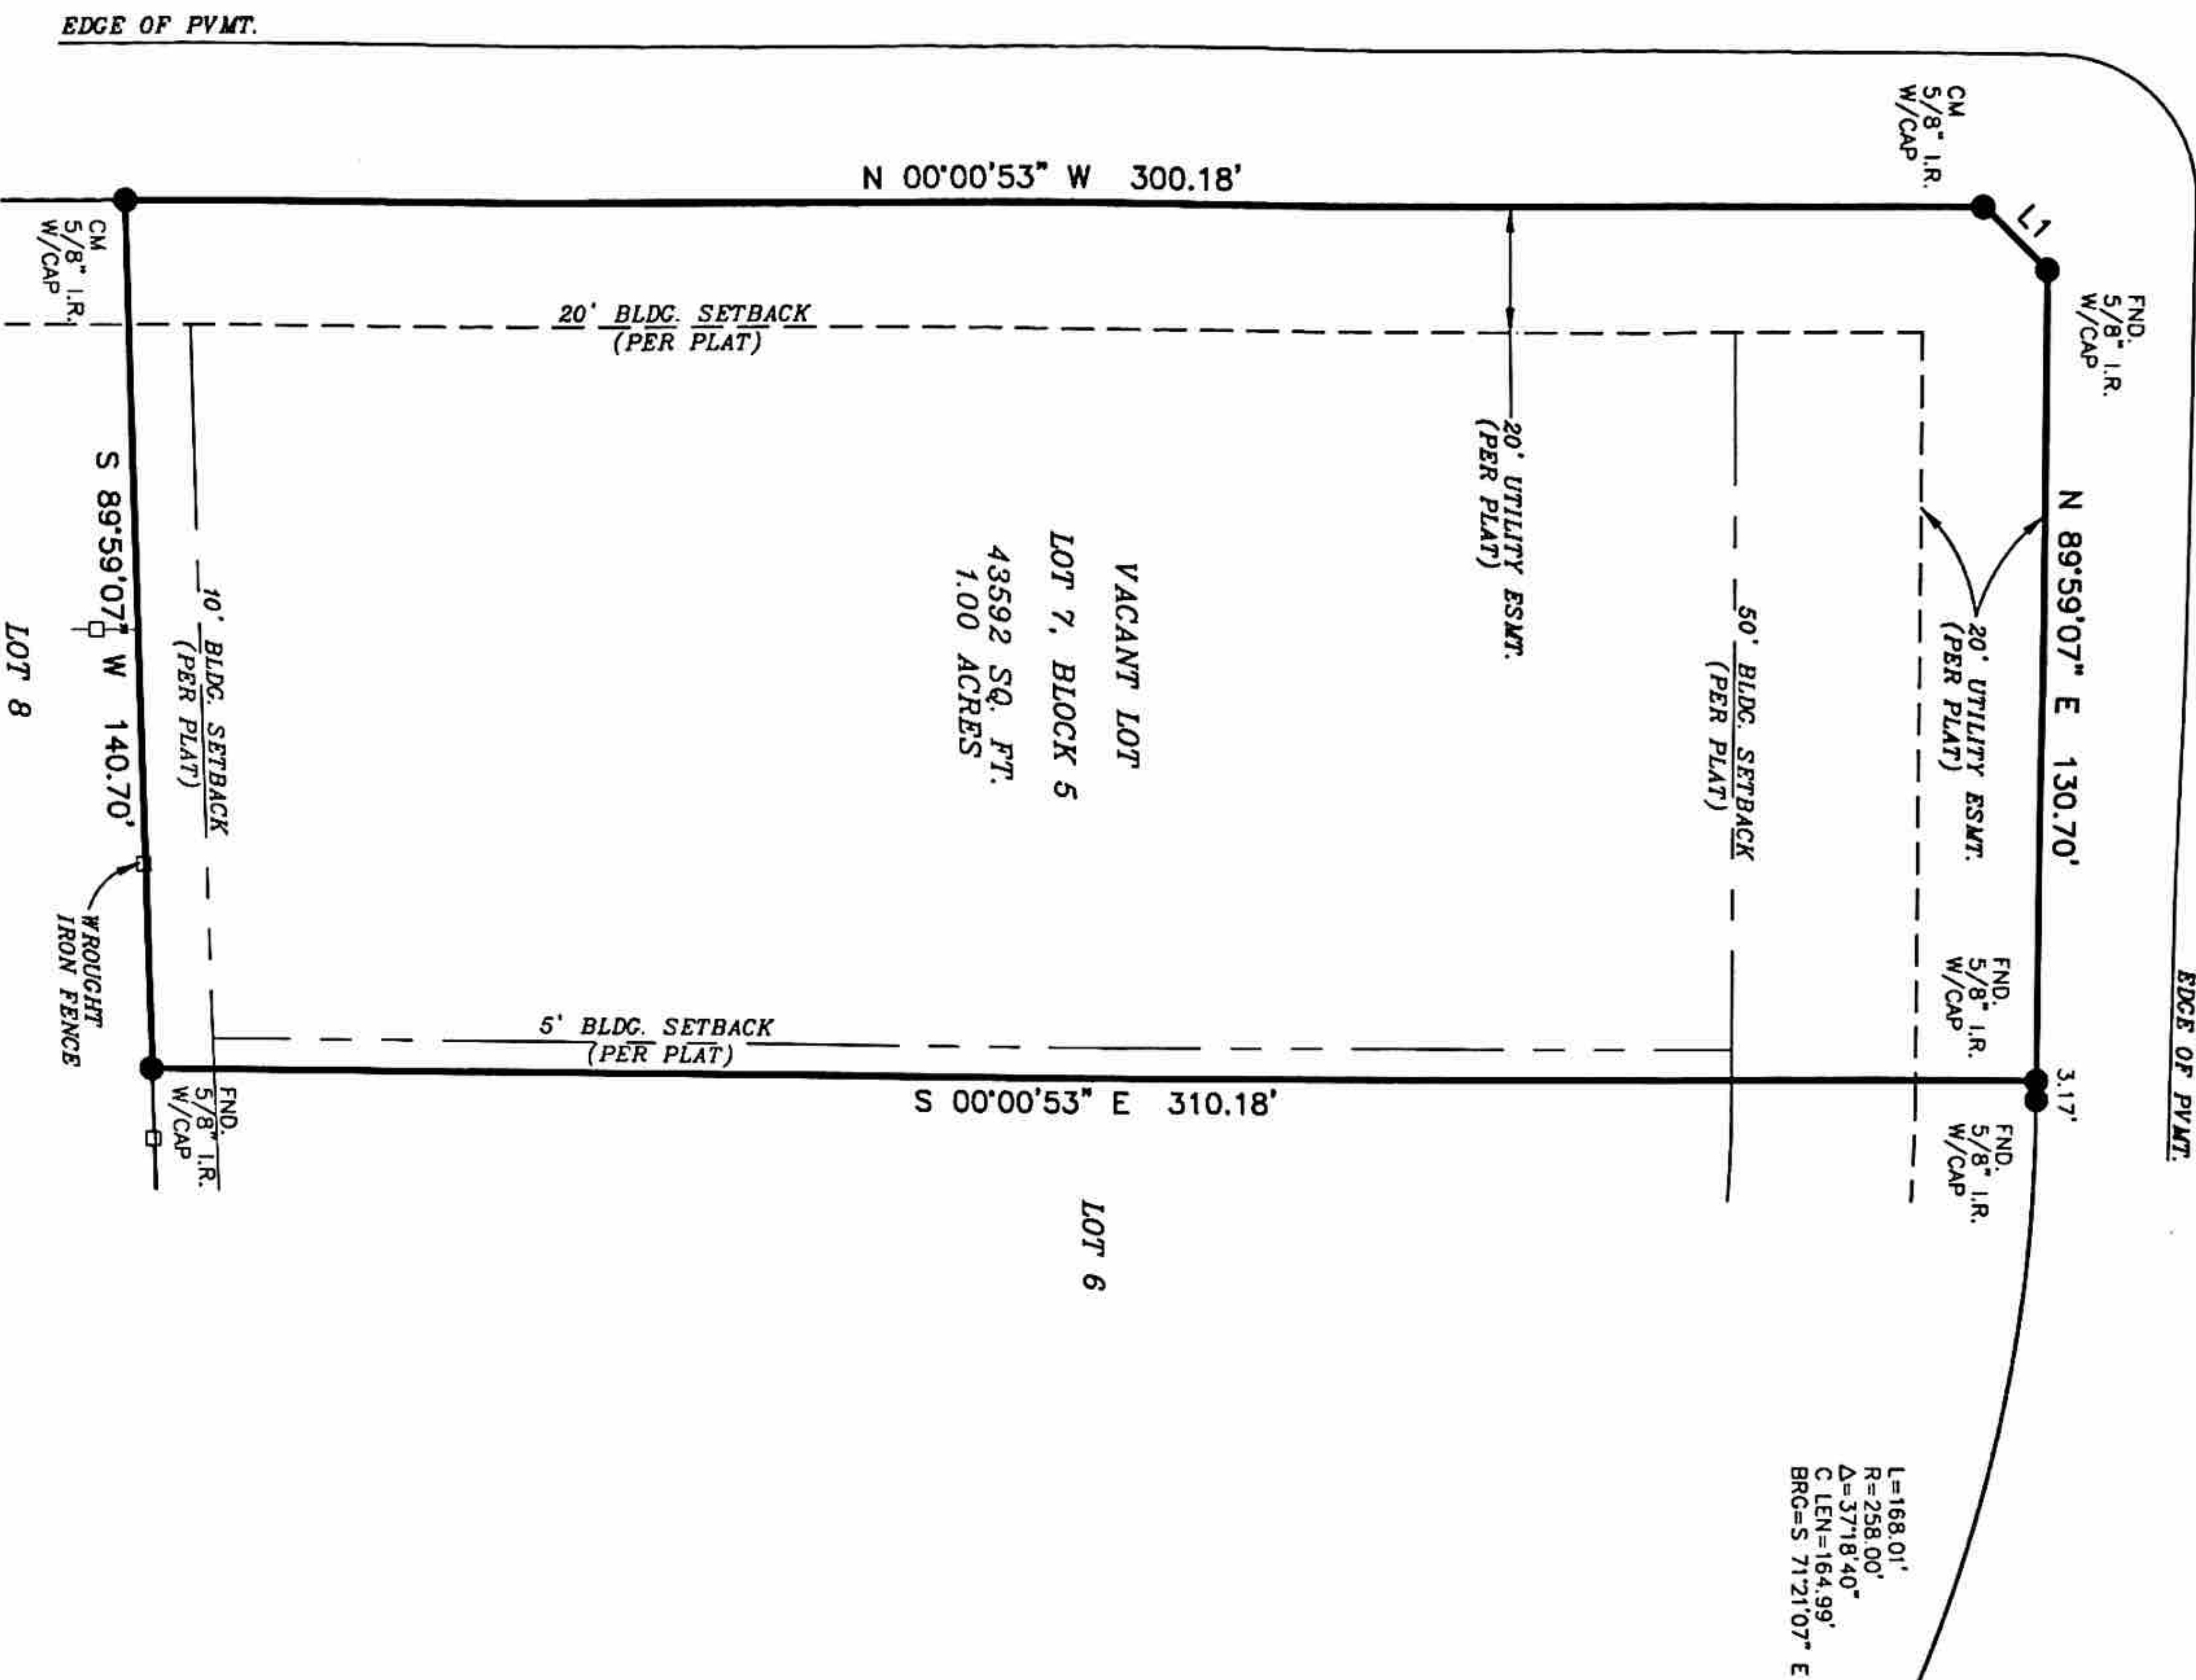 EDGE OF PVMT.
CM
5/8" I.R.
W/CAP
L1
FND.
5/8" I.R.
W/CAP
N 00°00'53" W 300.18'
N 89°59'07" E 130.70'
20' UTILITY ESMT.
(PER PLAT)
EDGE OF PVMT.
CM
5/8" I.R.
W/CAP
20' BLDG. SETBACK
(PER PLAT)
20' UTILITY ESMT.
(PER PLAT)
50' BLDG. SETBACK
(PER PLAT)
VACANT LOT
LOT 7, BLOCK 5
43592 SQ. FT.
1.00 ACRES
S 89°59'07" W 140.70'
10' BLDG. SETBACK
(PER PLAT)
LOT 8
WROUGHT
IRON FENCE
5' BLDG. SETBACK
(PER PLAT)
FND.
5/8" I.R.
W/CAP
3.17'
S 00°00'53" E 310.18'
FND.
5/8" I.R.
W/CAP
FND.
5/8" I.R.
W/CAP
LOT 6
L=168.01'
R=258.00'
Δ=37°18'40"
C LEN=164.99'
BRG=S 71°21'07" E